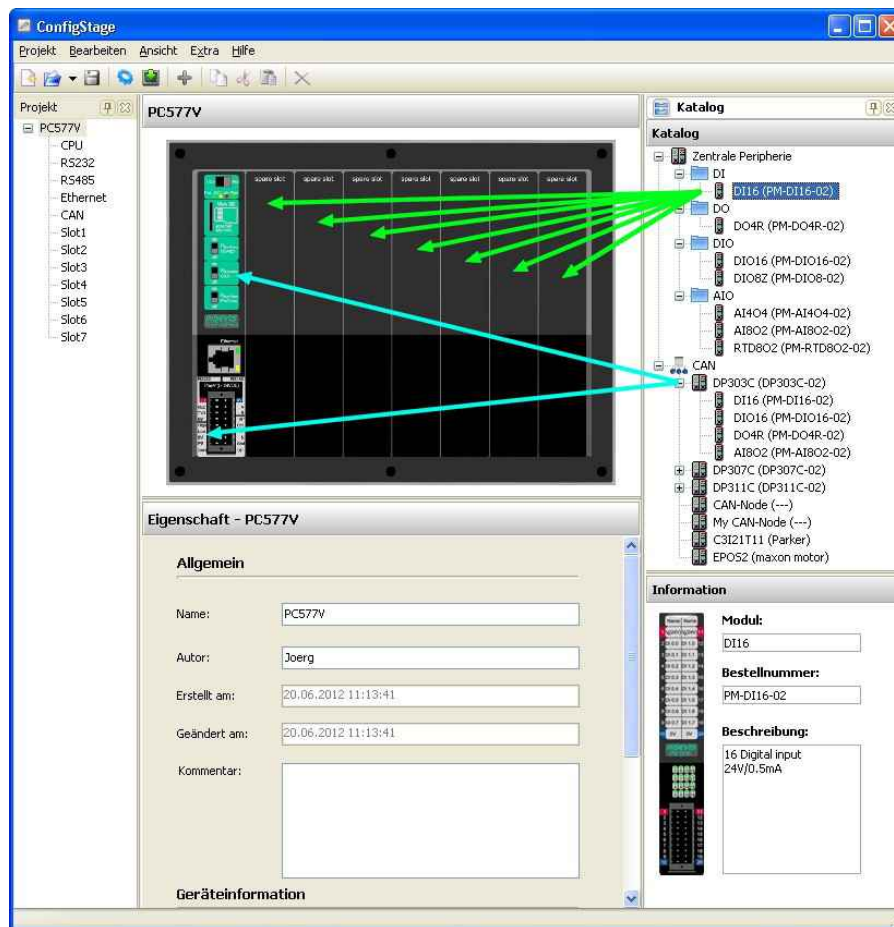 ConfigStage
Projekt Bearbeiten Ansicht Extra Hilfe
Projekt
PC577V
CPU
RS232
RS485
Ethernet
CAN
Slot1
Slot2
Slot3
Slot4
Slot5
Slot6
Slot7
PC577V
spare slot spare slot spare slot spare slot spare slot spare slot spare slot
Ethernet
Eigenschaft - PC577V
Allgemein
Name: PC577V
Autor: Joerg
Erstellt am: 20.06.2012 11:13:41
Geändert am: 20.06.2012 11:13:41
Kommentar:
Geräteinformation
Katalog
Katalog
Zentrale Peripherie
DI
DI16 (PM-DI16-02)
DO
DO4R (PM-DO4R-02)
DIO
DIO16 (PM-DIO16-02)
DIO8Z (PM-DIO8-02)
AIO
AI4O4 (PM-AI4O4-02)
AI8O2 (PM-AI8O2-02)
RTD8O2 (PM-RTD8O2-02)
CAN
DP303C (DP303C-02)
DI16 (PM-DI16-02)
DIO16 (PM-DIO16-02)
DO4R (PM-DO4R-02)
AI8O2 (PM-AI8O2-02)
DP307C (DP307C-02)
DP311C (DP311C-02)
CAN-Node (---)
My CAN-Node (---)
C3I21T11 (Parker)
EPOS2 (maxon motor)
Information
Modul:
DI16
Bestellnummer:
PM-DI16-02
Beschreibung:
16 Digital input
24V/0.5mA